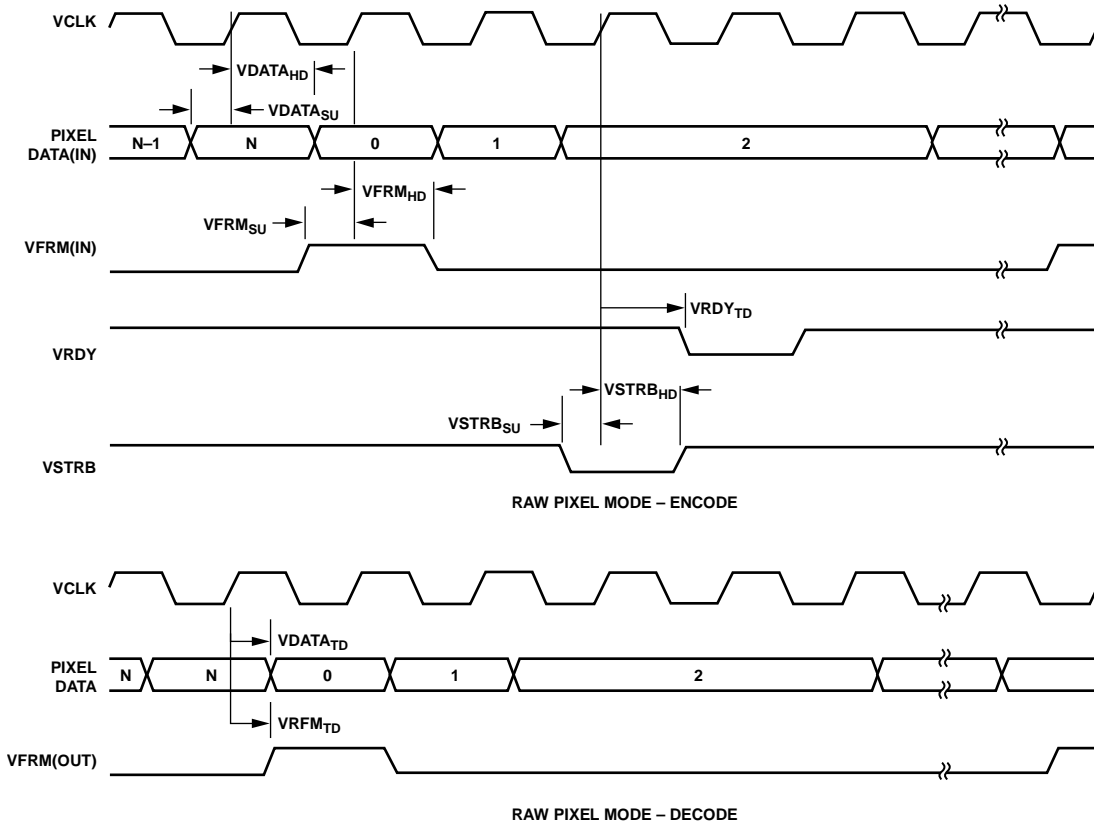 VCLK
VDATAHD
VDATASU
PIXEL
DATA(IN)
N–1
N
0
1
2
VFRMHD
VFRMSU
VFRM(IN)
VRDYTD
VRDY
VSTRBHD
VSTRBSU
VSTRB
RAW PIXEL MODE – ENCODE
VCLK
VDATATD
PIXEL
DATA
N
N
0
1
2
VRFMTD
VFRM(OUT)
RAW PIXEL MODE – DECODE